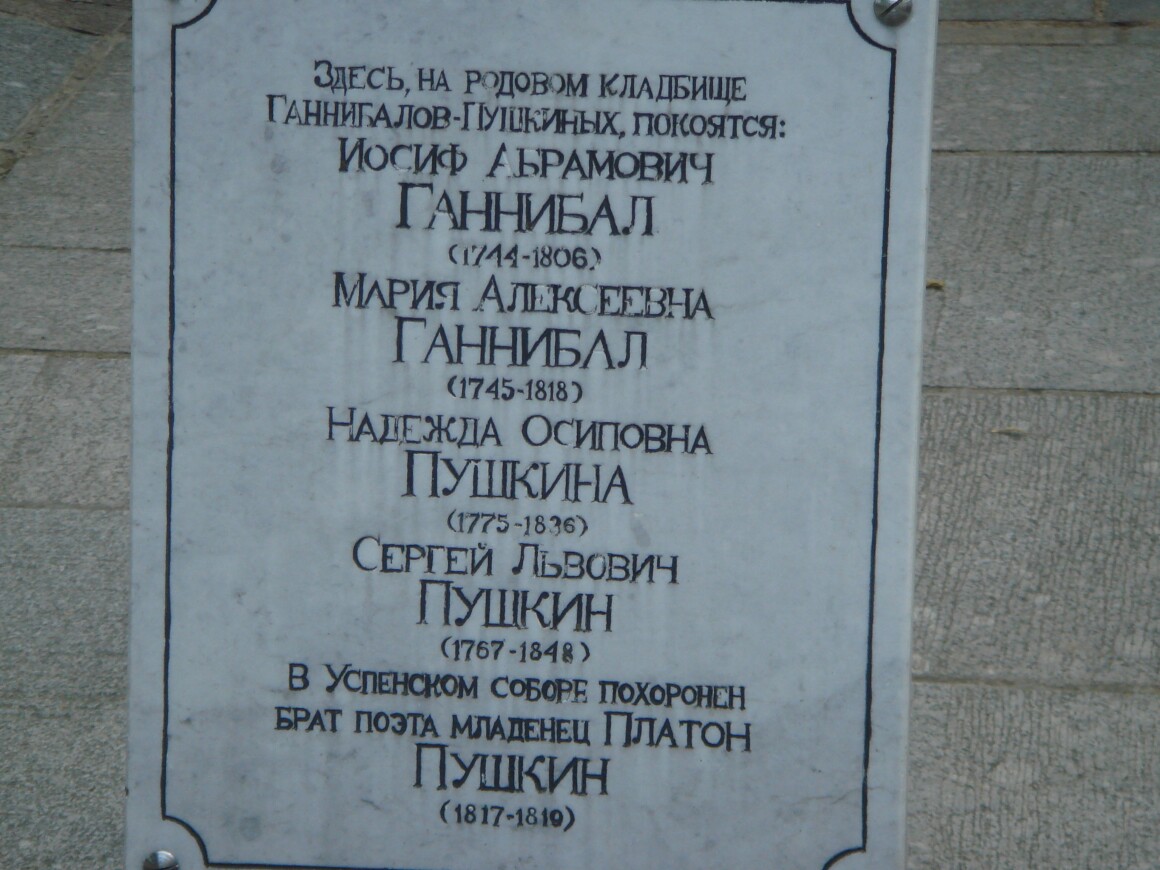 Здесь, на родовом кладбище
Ганнибалов-Пушкиных, покоятся:
Иосиф Абрамович
Ганнибал
(1744-1806)
Мария Алексеевна
Ганнибал
(1745-1818)
Надежда Осиповна
Пушкина
(1775-1836)
Сергей Львович
Пушкин
(1767-1848)
В Успенском соборе похоронен
брат поэта младенец Платон
Пушкин
(1817-1819)